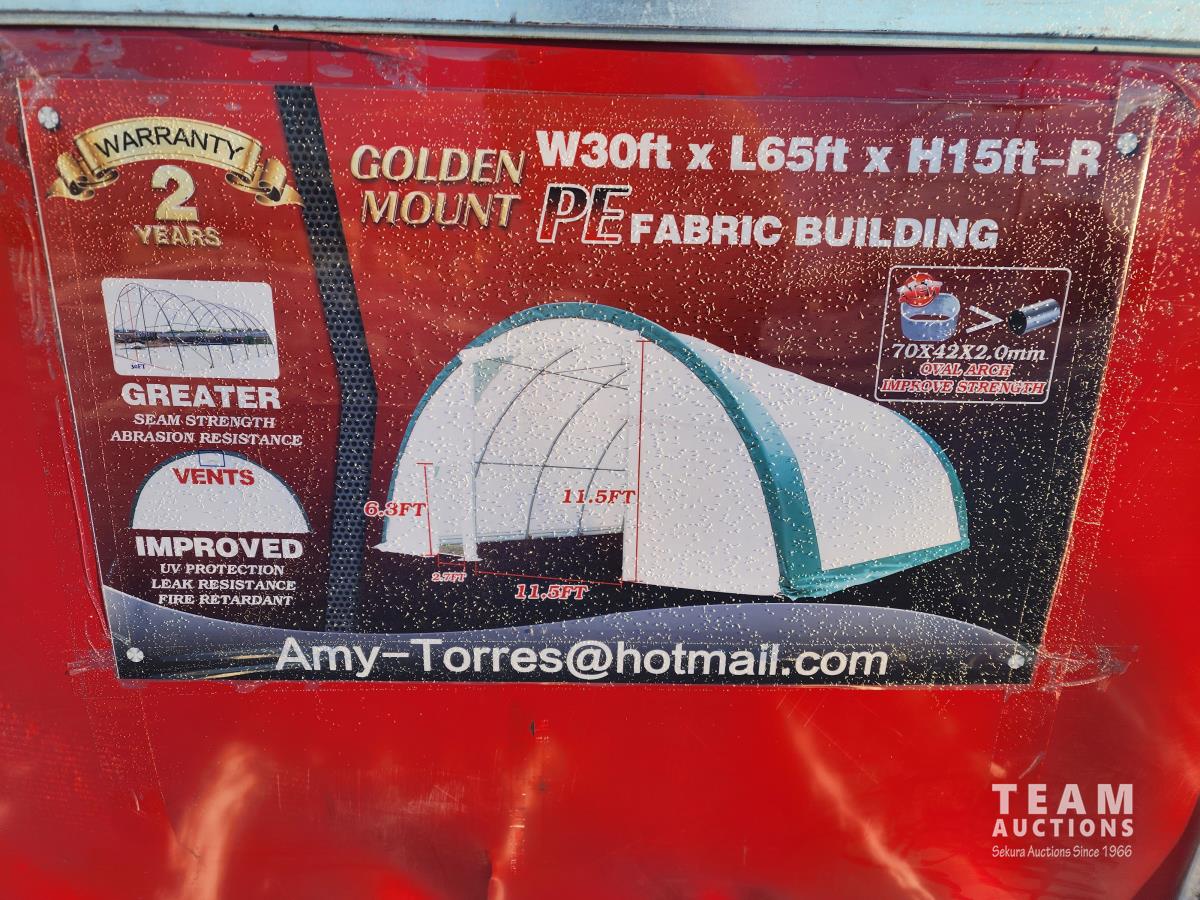 WARRANTY
2
YEARS
GOLDEN
MOUNT
W30ft x L65ft x H15ft-R
PE FABRIC BUILDING
30FT
GREATER
SEAM STRENGTH
ABRASION RESISTANCE
VENTS
IMPROVED
UV PROTECTION
LEAK RESISTANCE
FIRE RETARDANT
>
70X42X2.0mm
OVAL ARCH
IMPROVE STRENGTH
6.3FT
11.5FT
2.7FT
11.5FT
Amy-Torres@hotmail.com
TEAM
AUCTIONS
Sekura Auctions Since 1966